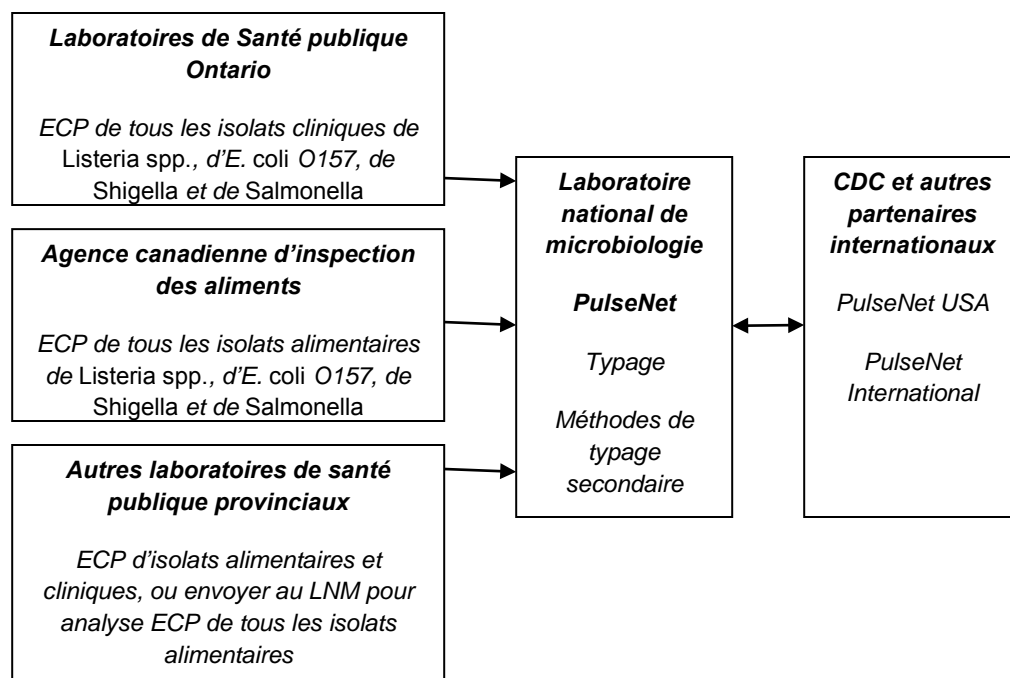 Laboratoires de Santé publique
Ontario
ECP de tous les isolats cliniques de
Listeria spp., d’E. coli O157, de
Shigella et de Salmonella
Agence canadienne d’inspection
des aliments
ECP de tous les isolats alimentaires
de Listeria spp., d’E. coli O157, de
Shigella et de Salmonella
Autres laboratoires de santé
publique provinciaux
ECP d’isolats alimentaires et
cliniques, ou envoyer au LNM pour
analyse ECP de tous les isolats
alimentaires
Laboratoire
national de
microbiologie
PulseNet
Typage
Méthodes de
typage
secondaire
CDC et autres
partenaires
internationaux
PulseNet USA
PulseNet
International